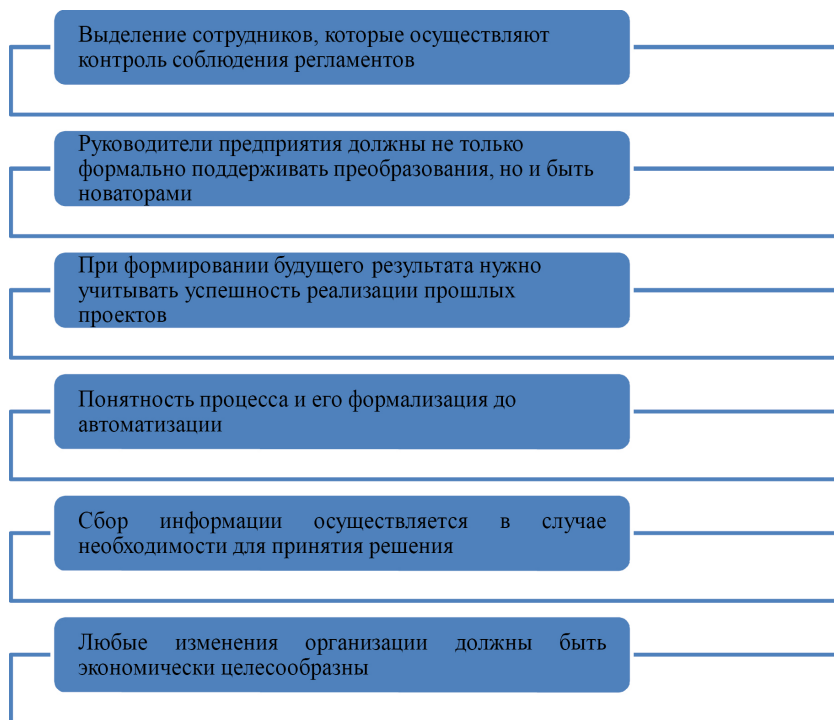 Выделение сотрудников, которые осуществляют
контроль соблюдения регламентов
Руководители предприятия должны не только
формально поддерживать преобразования, но и быть
новаторами
При формировании будущего результата нужно
учитывать успешность реализации прошлых
проектов
Понятность процесса и его формализация до
автоматизации
Сбор информации осуществляется в случае
необходимости для принятия решения
Любые изменения организации должны быть
экономически целесообразны